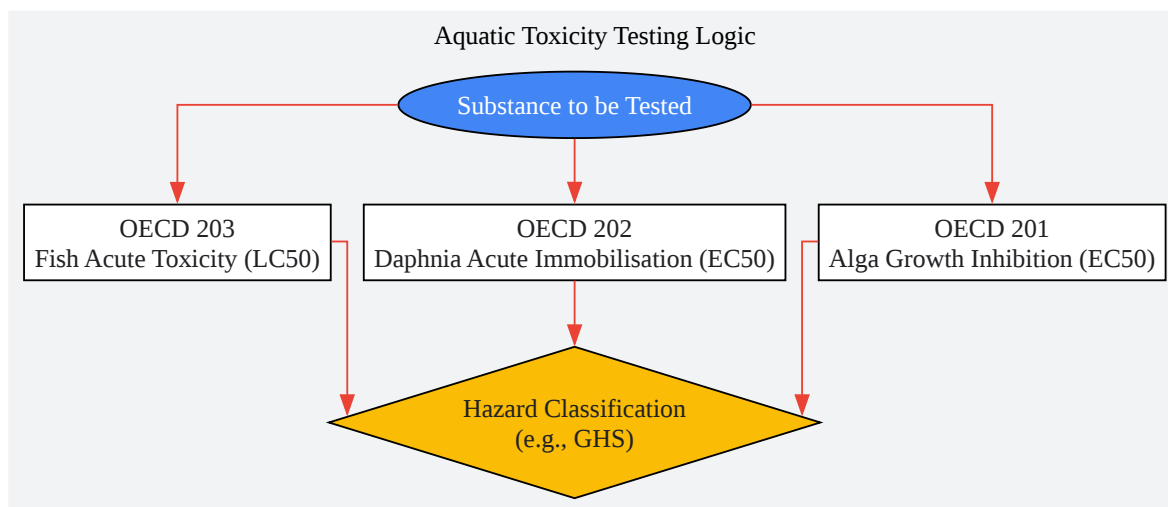 Aquatic Toxicity Testing Logic
Substance to be Tested
OECD 203
Fish Acute Toxicity (LC50)
OECD 202
Daphnia Acute Immobilisation (EC50)
OECD 201
Alga Growth Inhibition (EC50)
Hazard Classification
(e.g., GHS)